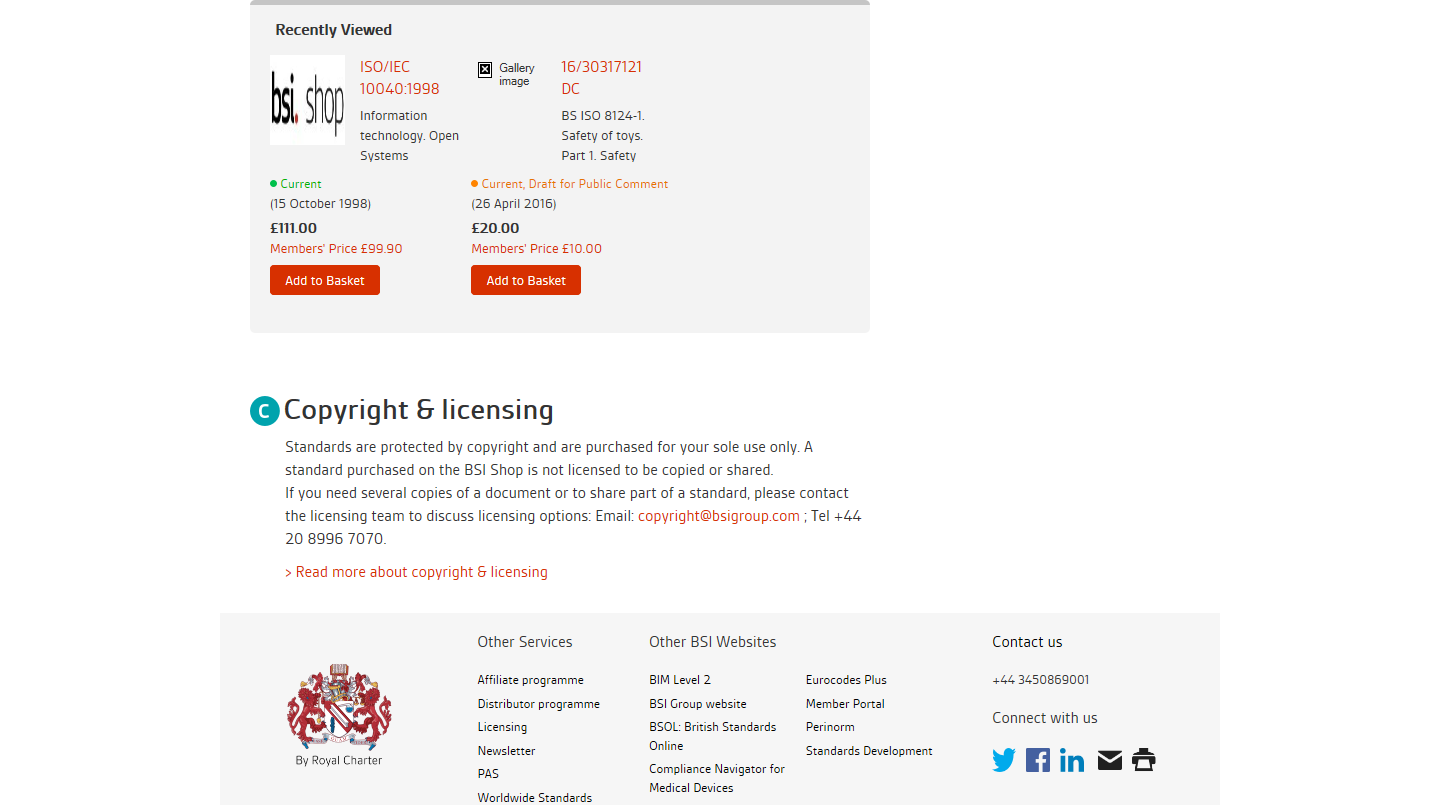 Recently Viewed
bsi. shop
ISO/IEC
10040:1998
Information
technology. Open
Systems
Current
(15 October 1998)
£111.00
Members' Price £99.90
Add to Basket
Gallery
image
16/30317121
DC
BS ISO 8124-1.
Safety of toys.
Part 1. Safety
Current, Draft for Public Comment
(26 April 2016)
£20.00
Members' Price £10.00
Add to Basket
C Copyright & licensing
Standards are protected by copyright and are purchased for your sole use only. A
standard purchased on the BSI Shop is not licensed to be copied or shared.
If you need several copies of a document or to share part of a standard, please contact
the licensing team to discuss licensing options: Email: copyright@bsigroup.com ; Tel +44
20 8996 7070.
> Read more about copyright & licensing
By Royal Charter
Other Services
Affiliate programme
Distributor programme
Licensing
Newsletter
PAS
Worldwide Standards
Other BSI Websites
BIM Level 2
BSI Group website
BSOL: British Standards
Online
Compliance Navigator for
Medical Devices
Eurocodes Plus
Member Portal
Perinorm
Standards Development
Contact us
+44 3450869001
Connect with us